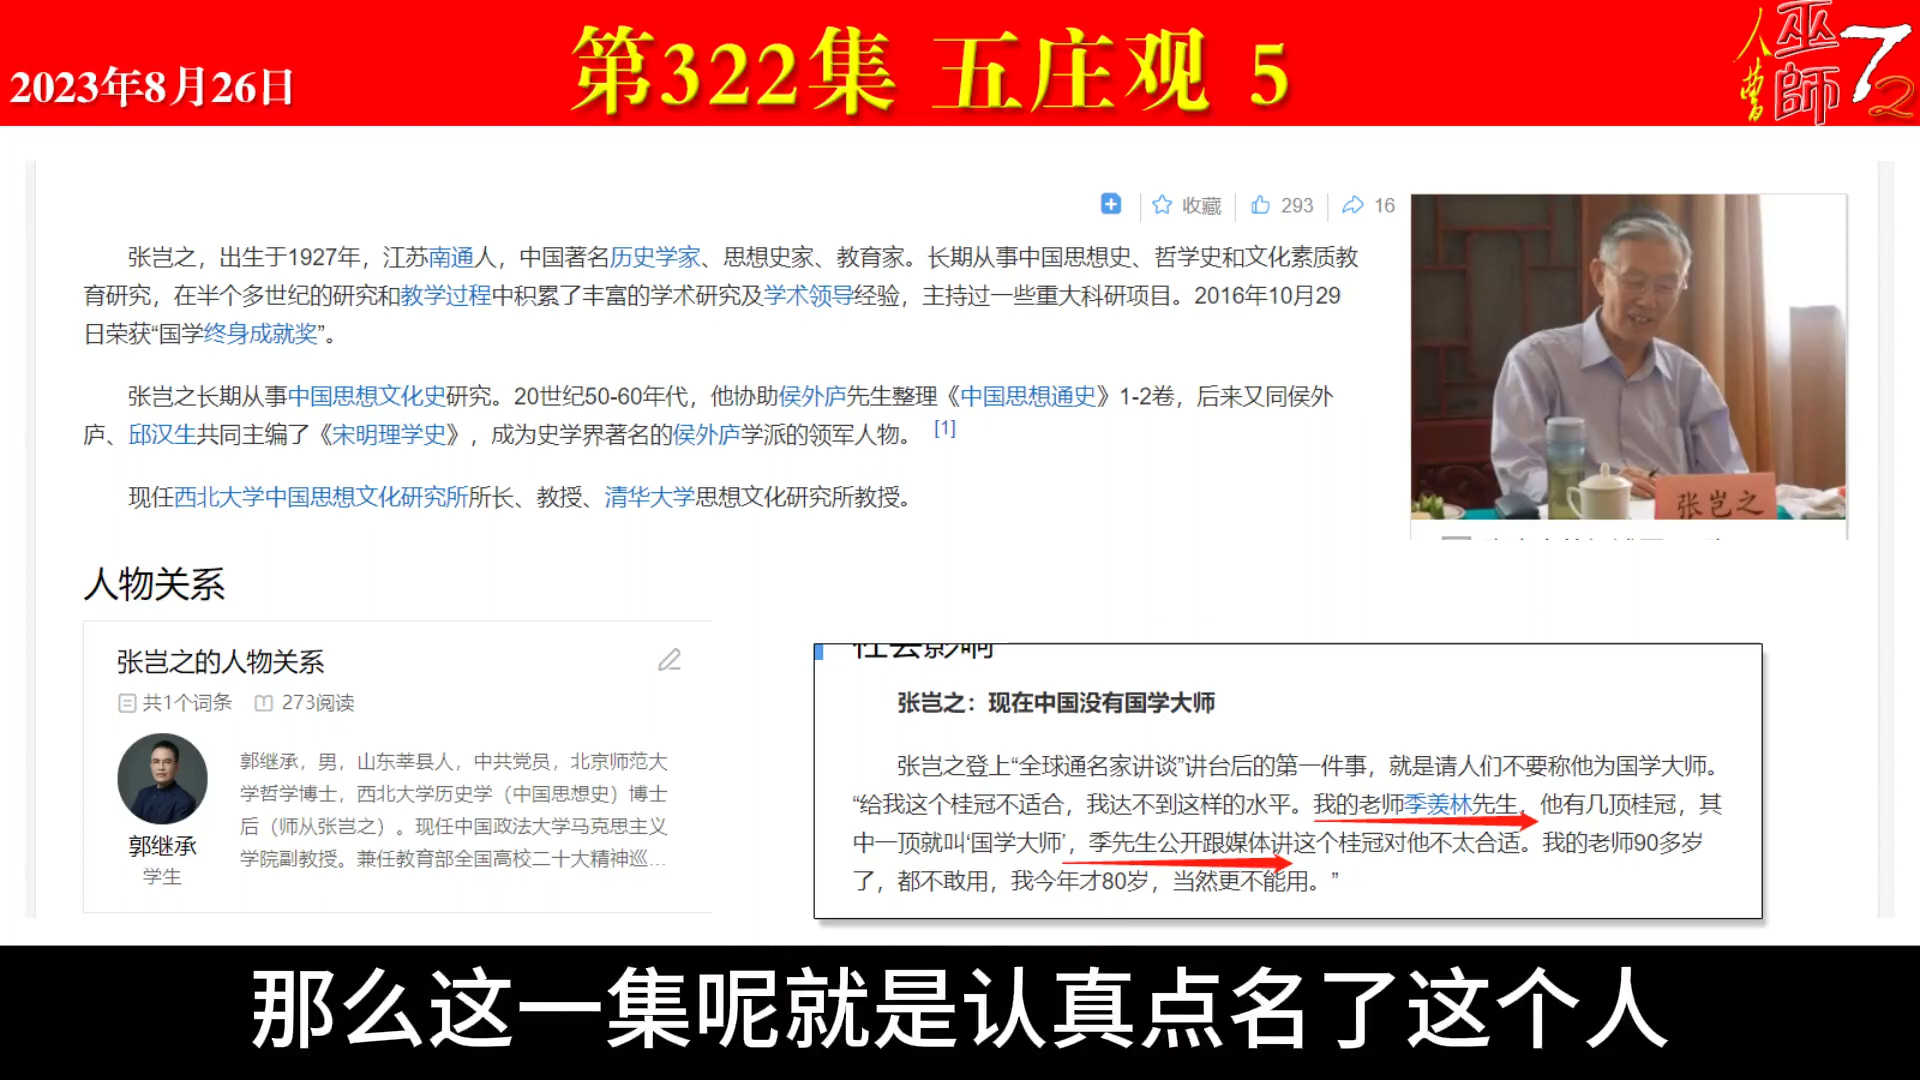 2023年8月26日
第322集 五庄观 5
人曹
巫師
72
收藏 293 16
张岂之，出生于1927年，江苏南通人，中国著名历史学家、思想史家、教育家。长期从事中国思想史、哲学史和文化素质教
育研究，在半个多世纪的研究和教学过程中积累了丰富的学术研究及学术领导经验，主持过一些重大科研项目。2016年10月29
日荣获“国学终身成就奖”。
张岂之长期从事中国思想文化史研究。20世纪50-60年代，他协助侯外庐先生整理《中国思想通史》1-2卷，后来又同侯外
庐、邱汉生共同主编了《宋明理学史》，成为史学界著名的侯外庐学派的领军人物。 [1]
现任西北大学中国思想文化研究所所长、教授、清华大学思想文化研究所教授。
张岂之
人物关系
张岂之的人物关系
共1个词条 273阅读
郭继承，男，山东莘县人，中共党员，北京师范大
学哲学博士，西北大学历史学（中国思想史）博士
后（师从张岂之）。现任中国政法大学马克思主义
学院副教授。兼任教育部全国高校二十大精神巡...
郭继承
学生
社会影响
张岂之：现在中国没有国学大师
张岂之登上“全球通名家讲谈”讲台后的第一件事，就是请人们不要称他为国学大师。
“给我这个桂冠不适合，我达不到这样的水平。我的老师季羡林先生，他有几顶桂冠，其
中一顶就叫‘国学大师’，季先生公开跟媒体讲这个桂冠对他不太合适。我的老师90多岁
了，都不敢用，我今年才80岁，当然更不能用。”
那么这一集呢就是认真点名了这个人